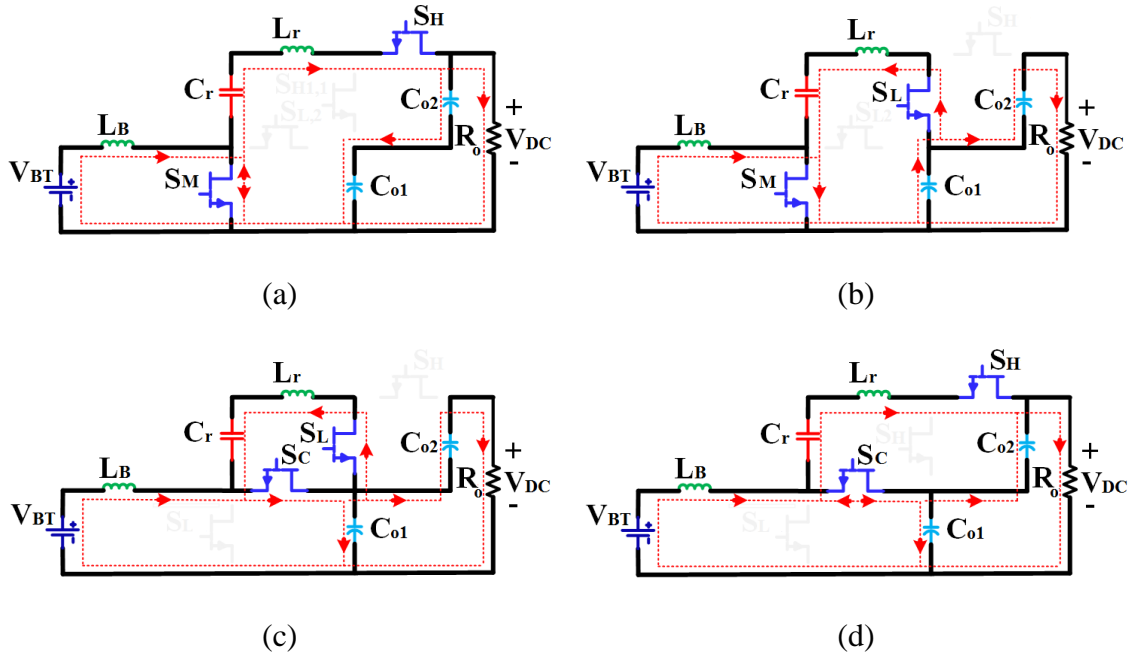 SH
Lr
Cr
SH1,1
SL,2
Co2
LB
Ro
+
VDC
-
VBT
SM
Co1
(a)
SH
Lr
Cr
SL
Co2
SL2
LB
Ro
+
VDC
-
VBT
SM
Co1
(b)
SH
Lr
Cr
SL
Co2
SC
LB
Ro
+
VDC
-
VBT
SL
Co1
(c)
SH
Lr
Cr
SH
Co2
SC
LB
Ro
+
VDC
-
VBT
SL
Co1
(d)